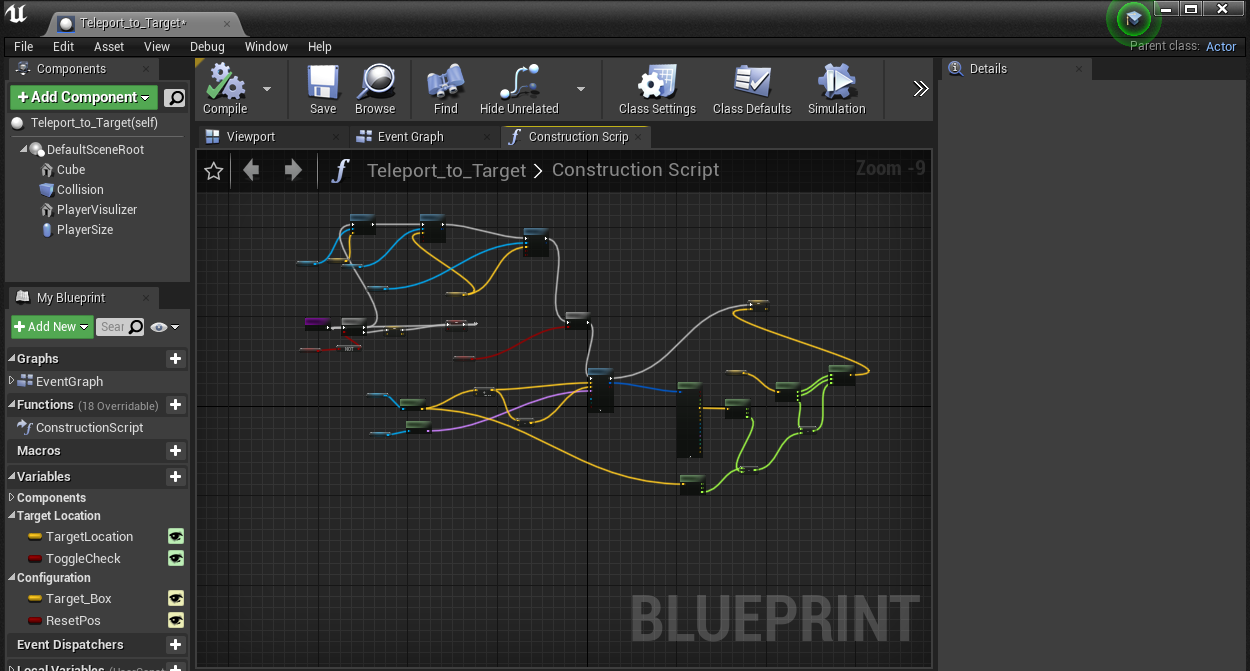 Teleport_to_Target*
File Edit Asset View Debug Window Help
Parent class: Actor
Components
+Add Component
Teleport_to_Target(self)
DefaultSceneRoot
Cube
Collision
PlayerVisulizer
PlayerSize
My Blueprint
+Add New
Sear
Graphs
EventGraph
Functions (18 Overridable)
ConstructionScript
Macros
Variables
Components
Target Location
TargetLocation
ToggleCheck
Configuration
Target_Box
ResetPos
Event Dispatchers
Local Variables
Compile
Save
Browse
Find
Hide Unrelated
Class Settings
Class Defaults
Simulation
Viewport
Event Graph
Construction Scrip
Teleport_to_Target > Construction Script
Zoom -9
NOT
BLUEPRINT
Details